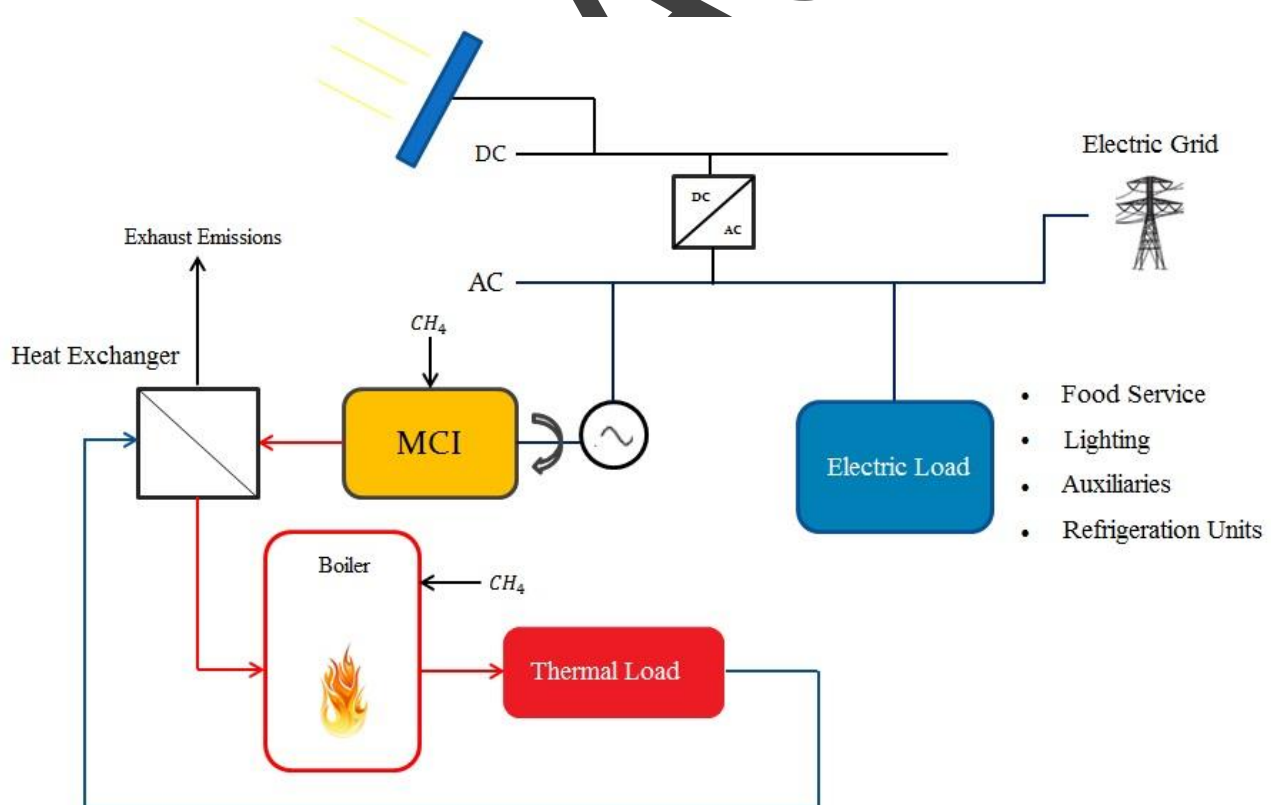 DC
Electric Grid
DC
AC
Exhaust Emissions
AC
CH₄
Heat Exchanger
MCI
Electric Load
• Food Service
• Lighting
• Auxiliaries
• Refrigeration Units
Boiler
CH₄
Thermal Load